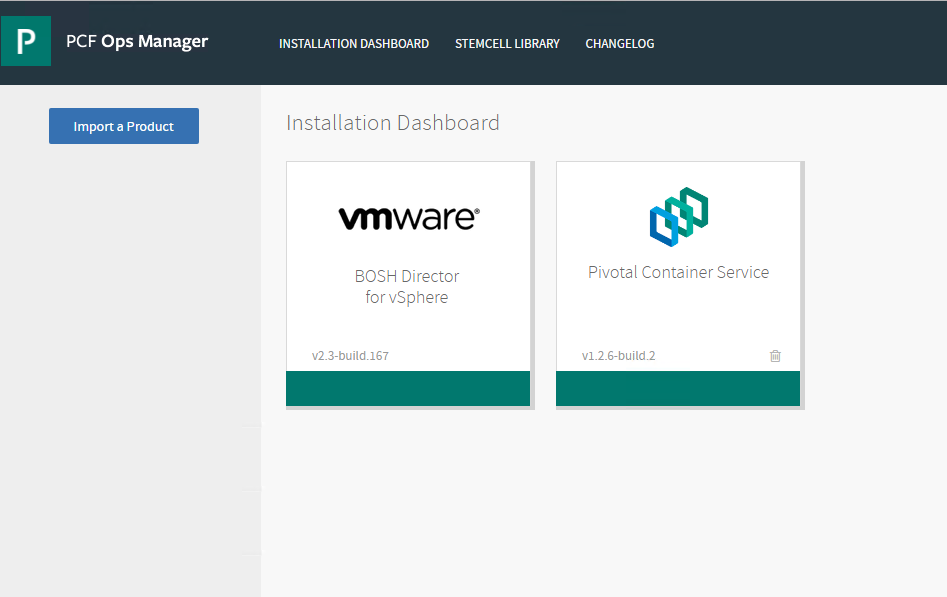 P PCF Ops Manager INSTALLATION DASHBOARD STEMCELL LIBRARY CHANGELOG
Import a Product
Installation Dashboard
vmware®
BOSH Director
for vSphere
v2.3-build.167
Pivotal Container Service
v1.2.6-build.2